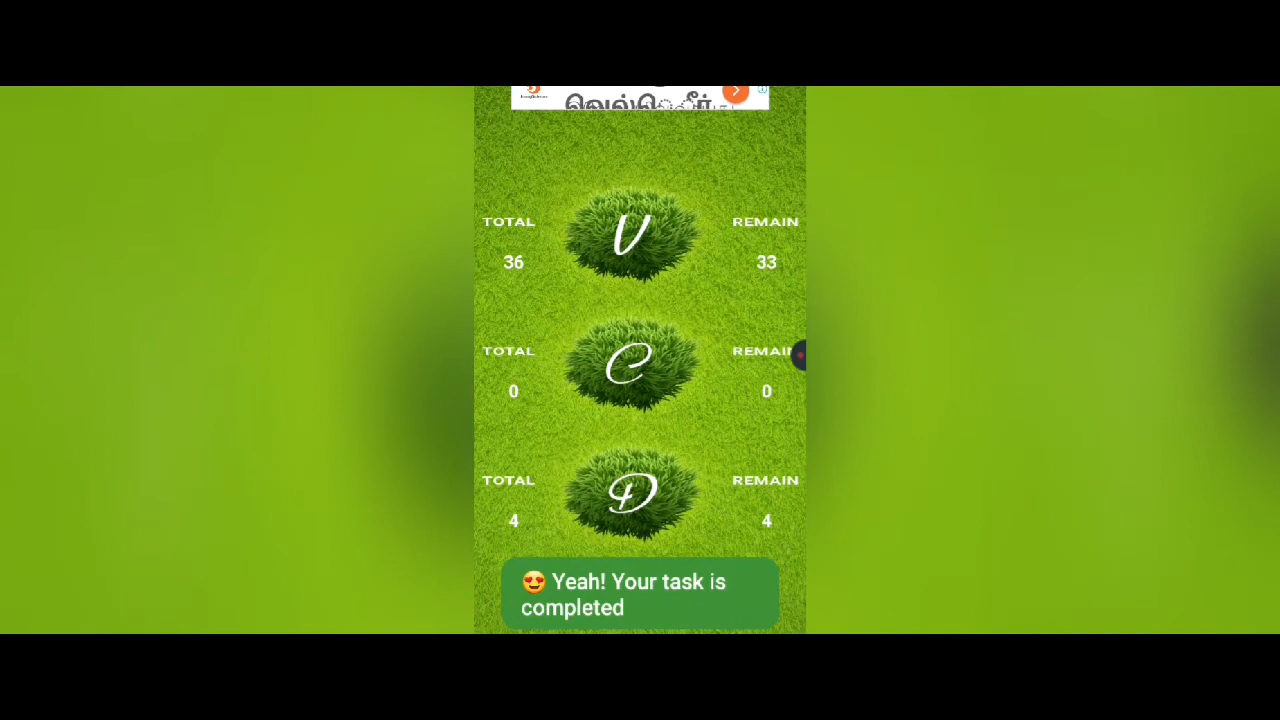 TOTAL
V
REMAIN
36
33
TOTAL
C
REMAIN
0
0
TOTAL
D
REMAIN
4
4
😍 Yeah! Your task is
completed